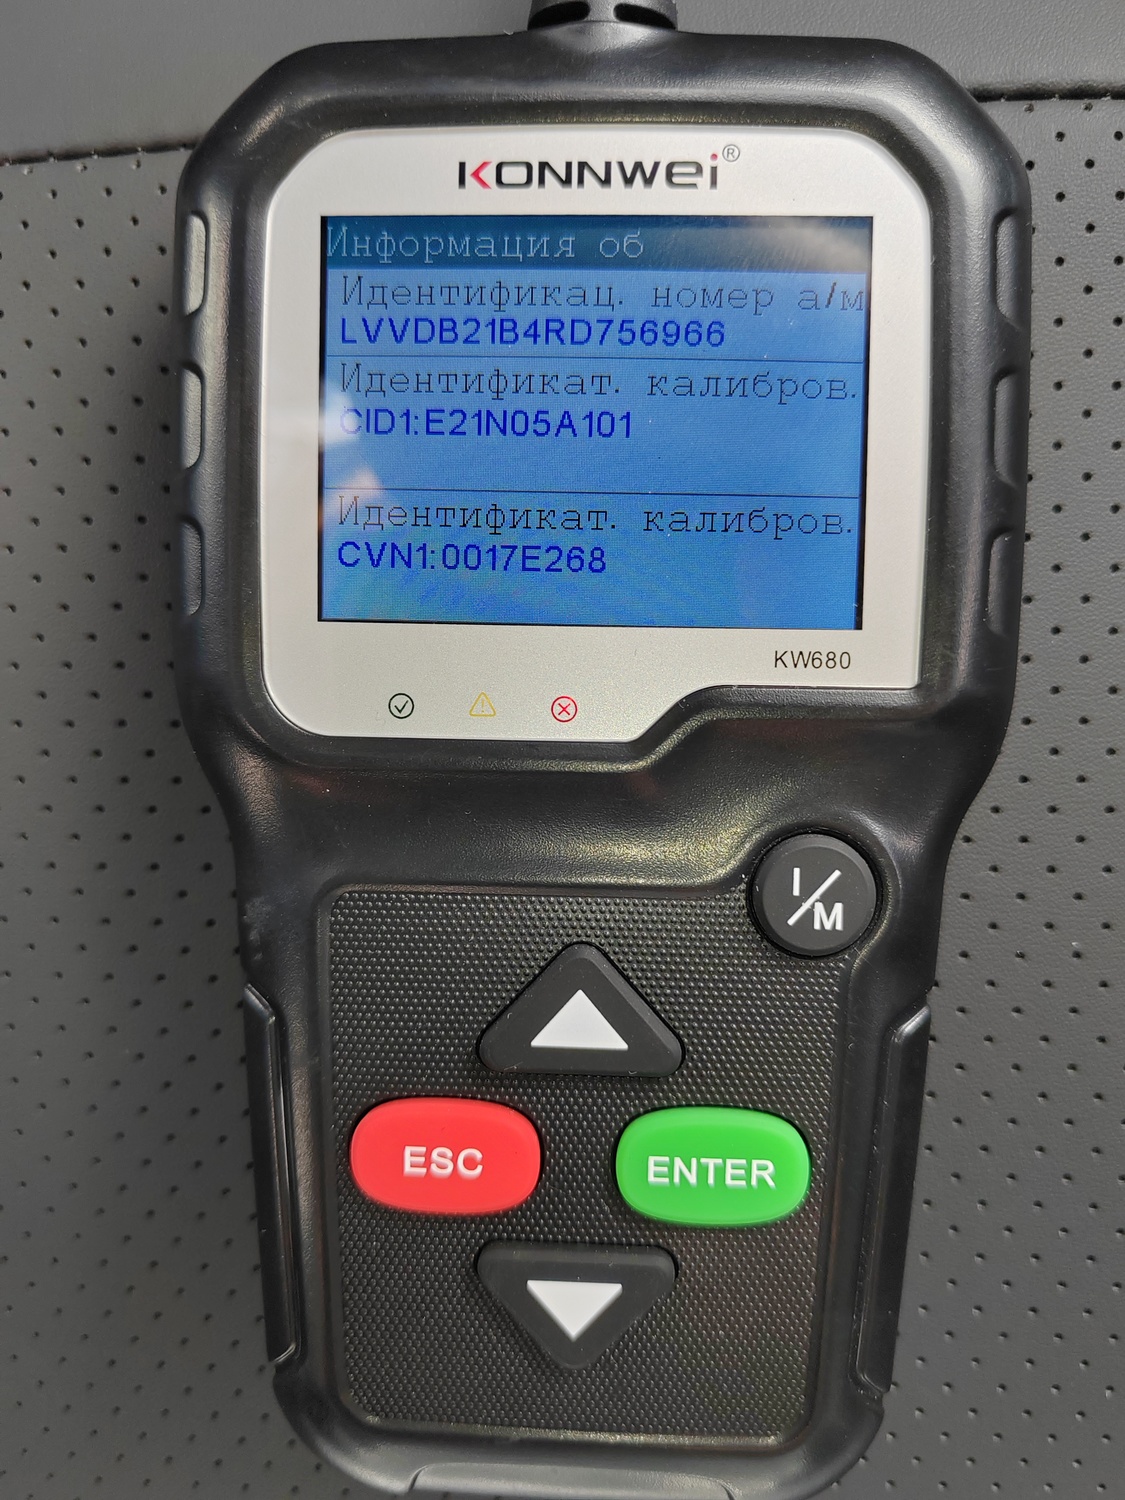 KONNWEI®
Информация об
Идентификац. номер а/м
LVVDB21B4RD756966
Идентификат. калибров.
CID1:E21N05A101
Идентификат. калибров.
CVN1:0017E268
KW680
I/M
ESC
ENTER